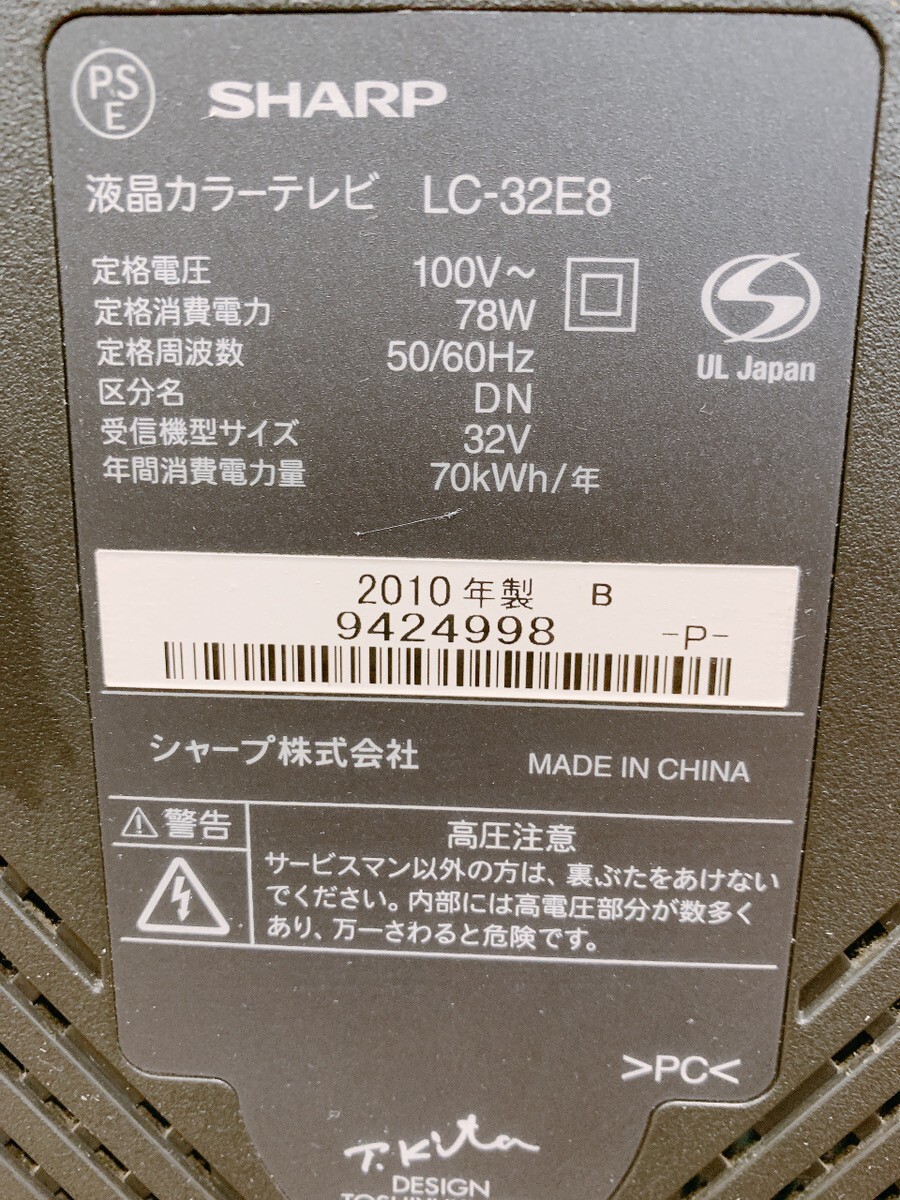 PSE
SHARP
液晶カラーテレビ LC-32E8
定格電圧 100V～
定格消費電力 78W
定格周波数 50/60Hz
区分名 DN
受信機型サイズ 32V
年間消費電力量 70kWh/年
UL Japan
2010年製 B
9424998 -P-
シャープ株式会社 MADE IN CHINA
⚠警告
高圧注意
サービスマン以外の方は、裏ぶたをあけない
でください。内部には高電圧部分が数多く
あり、万一さわると危険です。
>PC<
T.Kita
DESIGN